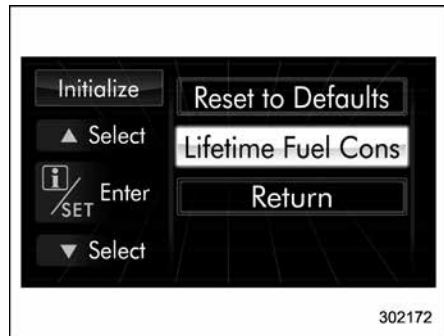 Initialize
Reset to Defaults
▲ Select
Lifetime Fuel Cons
i/SET Enter
Return
▼ Select
302172